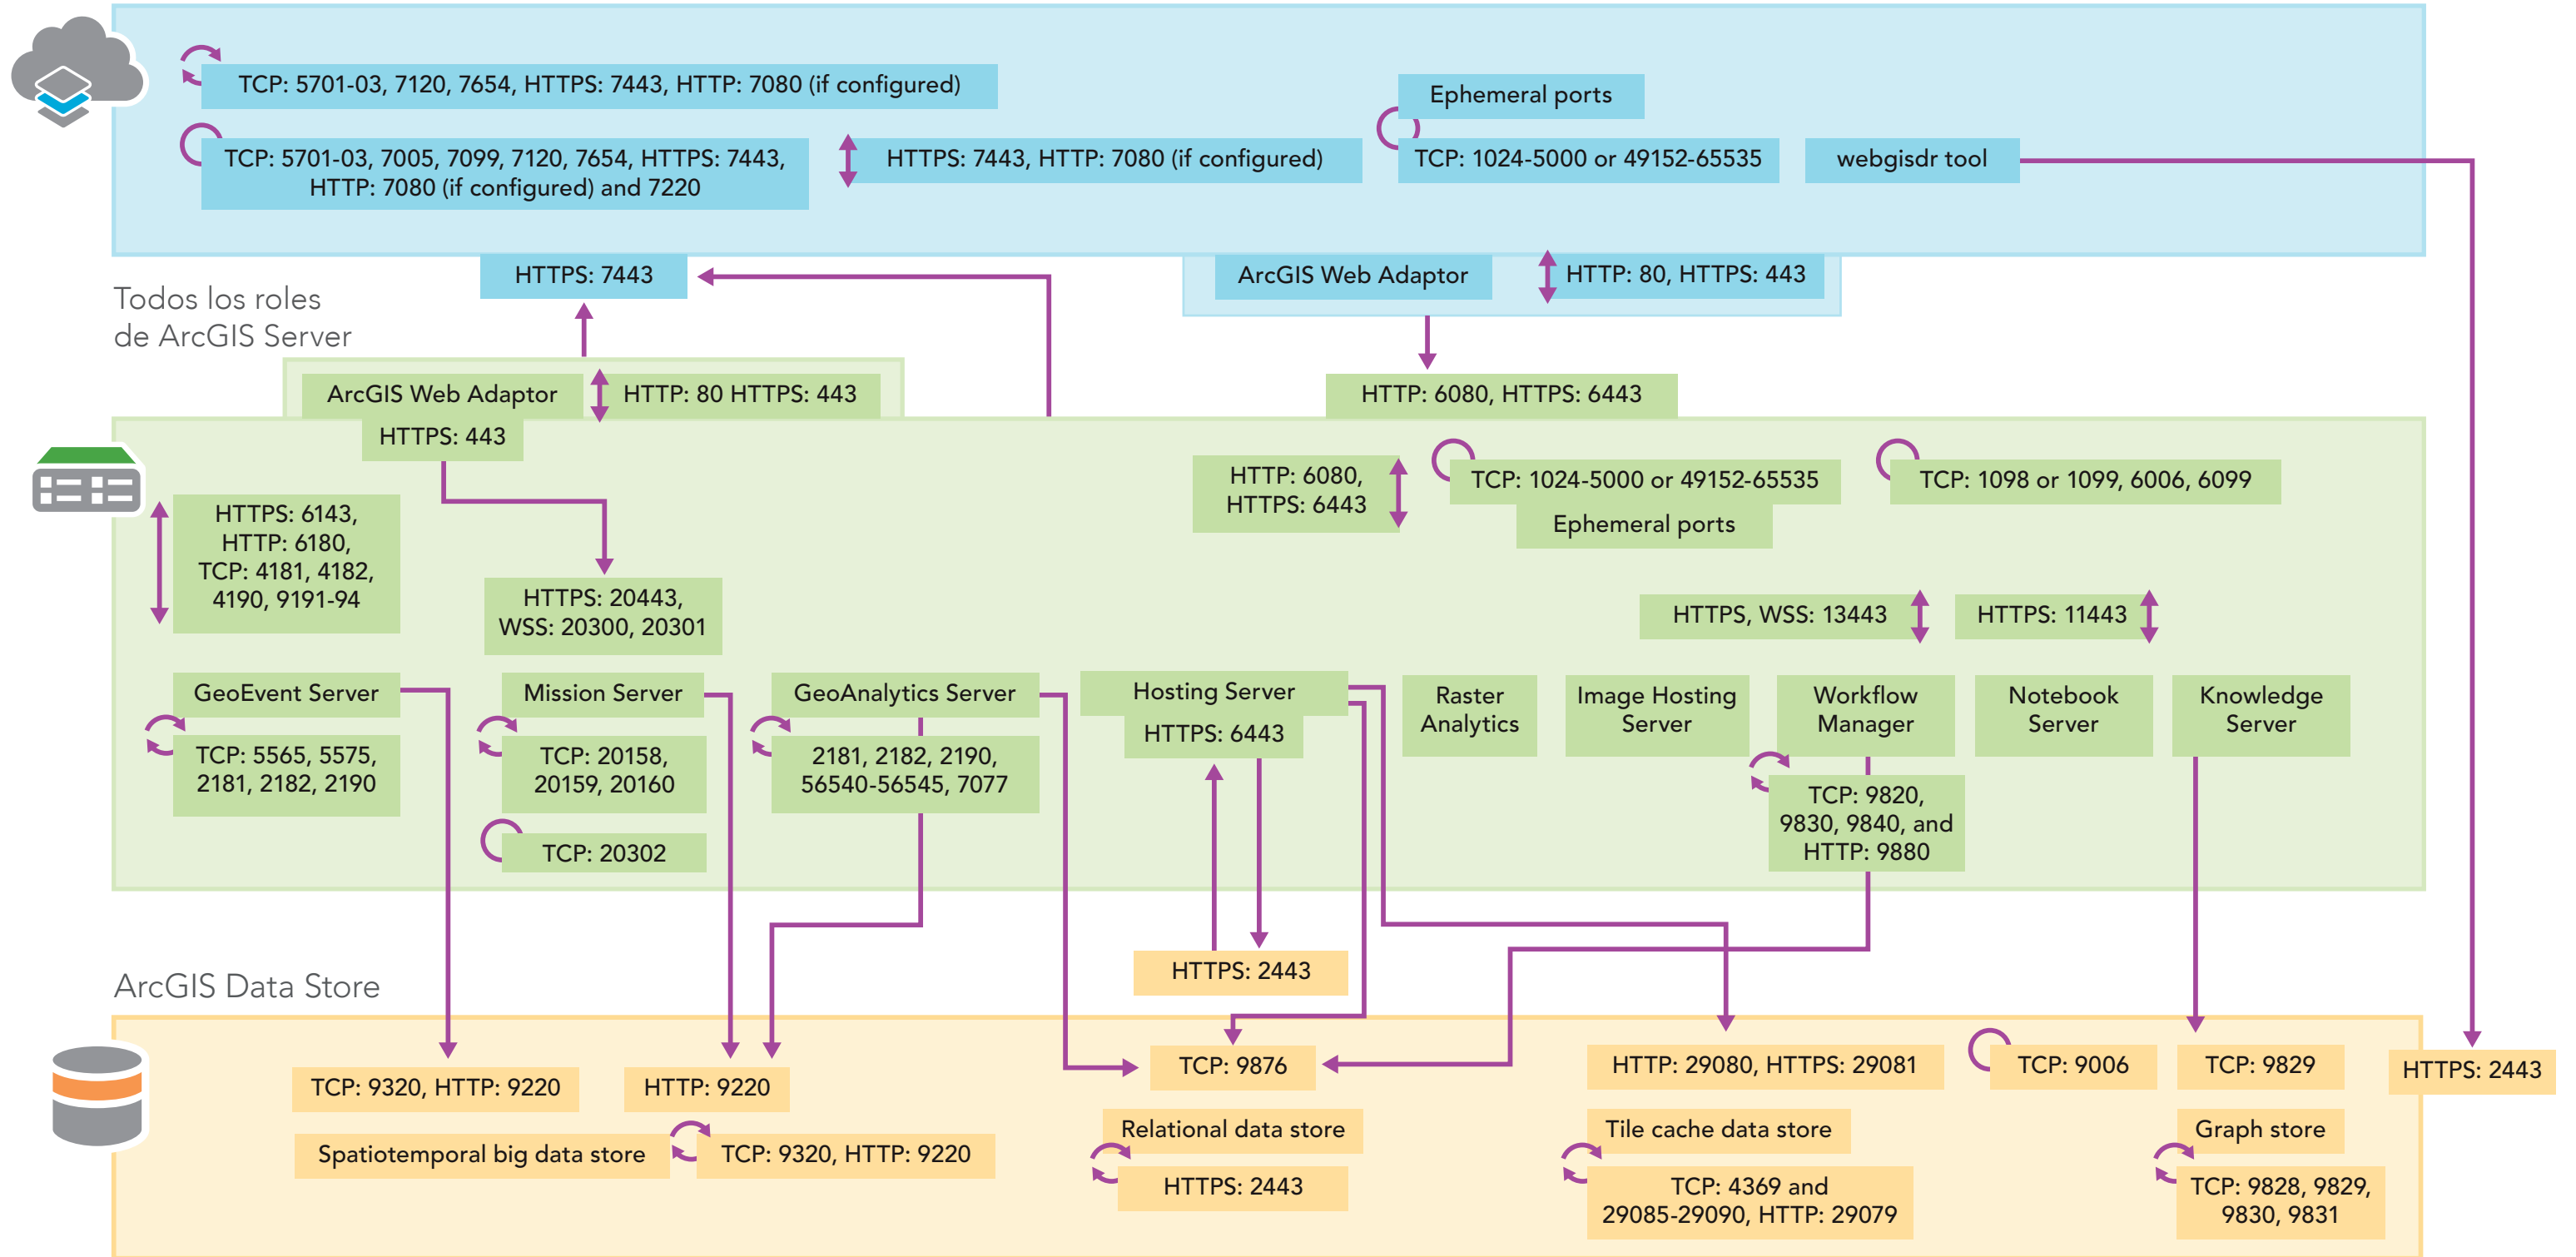 TCP: 5701-03, 7120, 7654, HTTPS: 7443, HTTP: 7080 (if configured)
Ephemeral ports
TCP: 5701-03, 7005, 7099, 7120, 7654, HTTPS: 7443,
HTTP: 7080 (if configured) and 7220
HTTPS: 7443, HTTP: 7080 (if configured)
TCP: 1024-5000 or 49152-65535
webgisdr tool
HTTPS: 7443
ArcGIS Web Adaptor
HTTP: 80, HTTPS: 443
Todos los roles
de ArcGIS Server
ArcGIS Web Adaptor
HTTP: 80 HTTPS: 443
HTTP: 6080, HTTPS: 6443
HTTPS: 443
HTTP: 6080,
HTTPS: 6443
TCP: 1024-5000 or 49152-65535
Ephemeral ports
TCP: 1098 or 1099, 6006, 6099
HTTPS: 6143,
HTTP: 6180,
TCP: 4181, 4182,
4190, 9191-94
HTTPS: 20443,
WSS: 20300, 20301
HTTPS, WSS: 13443
HTTPS: 11443
GeoEvent Server
Mission Server
GeoAnalytics Server
Hosting Server
HTTPS: 6443
Raster
Analytics
Image Hosting
Server
Workflow
Manager
Notebook
Server
Knowledge
Server
TCP: 5565, 5575,
2181, 2182, 2190
TCP: 20158,
20159, 20160
2181, 2182, 2190,
56540-56545, 7077
TCP: 9820,
9830, 9840, and
HTTP: 9880
TCP: 20302
HTTPS: 2443
ArcGIS Data Store
TCP: 9320, HTTP: 9220
HTTP: 9220
TCP: 9876
HTTP: 29080, HTTPS: 29081
TCP: 9006
TCP: 9829
HTTPS: 2443
Spatiotemporal big data store
TCP: 9320, HTTP: 9220
Relational data store
HTTPS: 2443
Tile cache data store
TCP: 4369 and
29085-29090, HTTP: 29079
Graph store
TCP: 9828, 9829,
9830, 9831